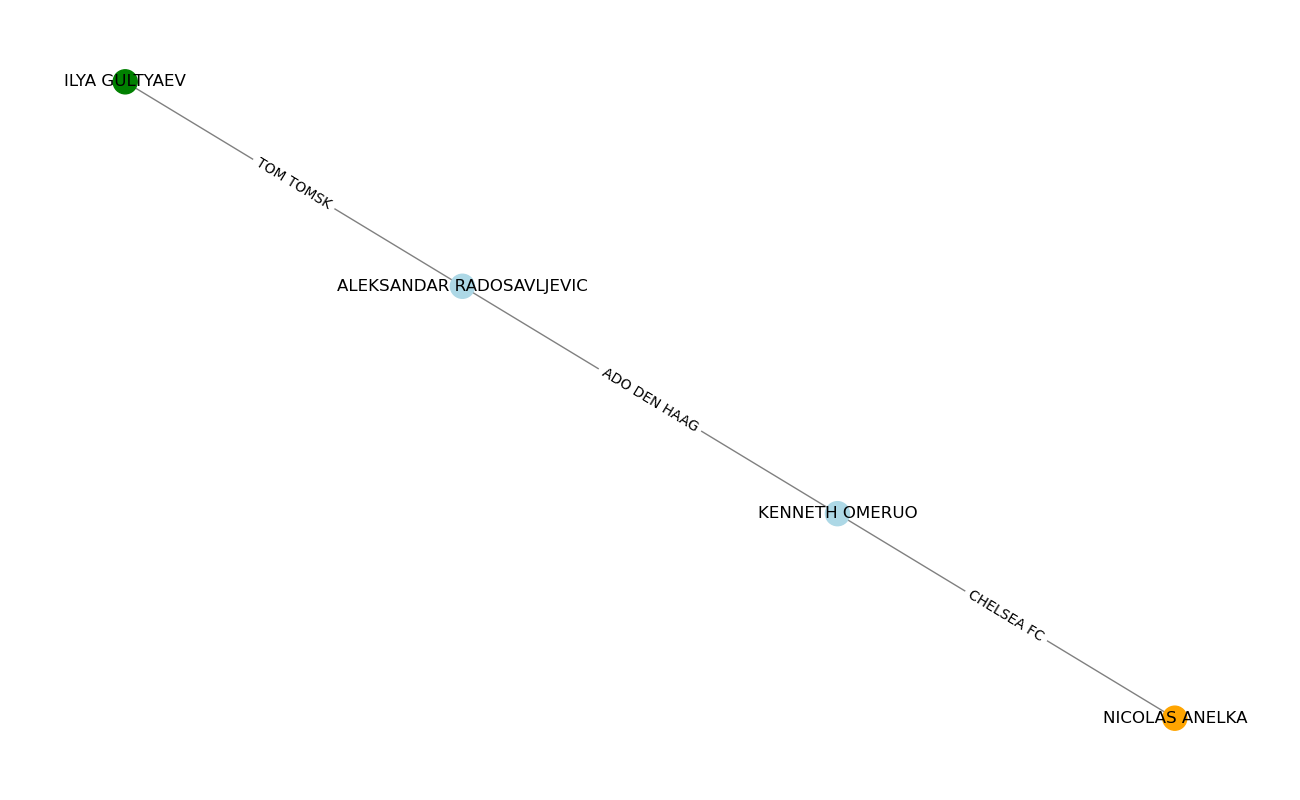 ILYA GULTYAEV
TOM TOMSK
ALEKSANDAR RADOSAVLJEVIC
ADO DEN HAAG
KENNETH OMERUO
CHELSEA FC
NICOLAS ANELKA